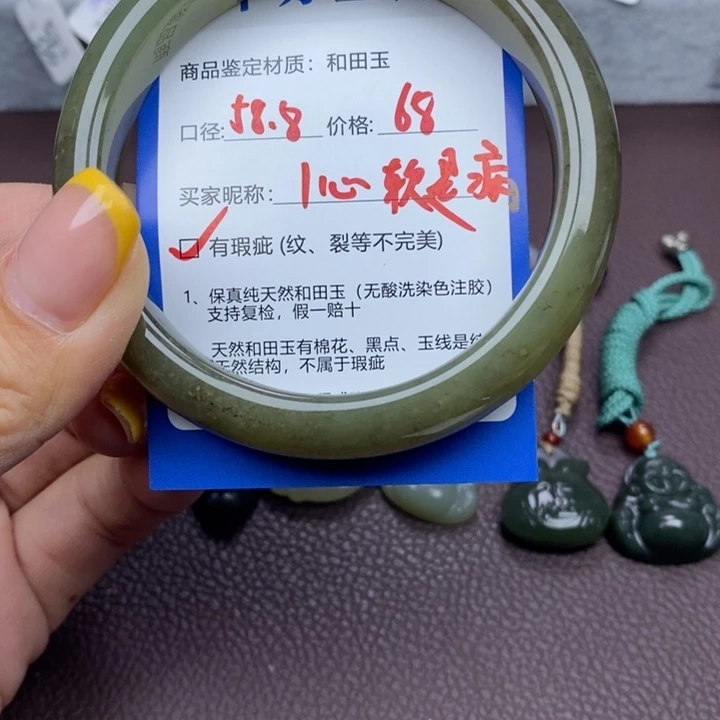 商品鉴定材质：和田玉
口径: 58.8 价格: 68
买家昵称: 1心软是病
☑ 有瑕疵 (纹、裂等不完美)
1、保真纯天然和田玉（无酸洗染色注胶）
支持复检，假一赔十
天然和田玉有棉花、黑点、玉线是纯
天然结构，不属于瑕疵